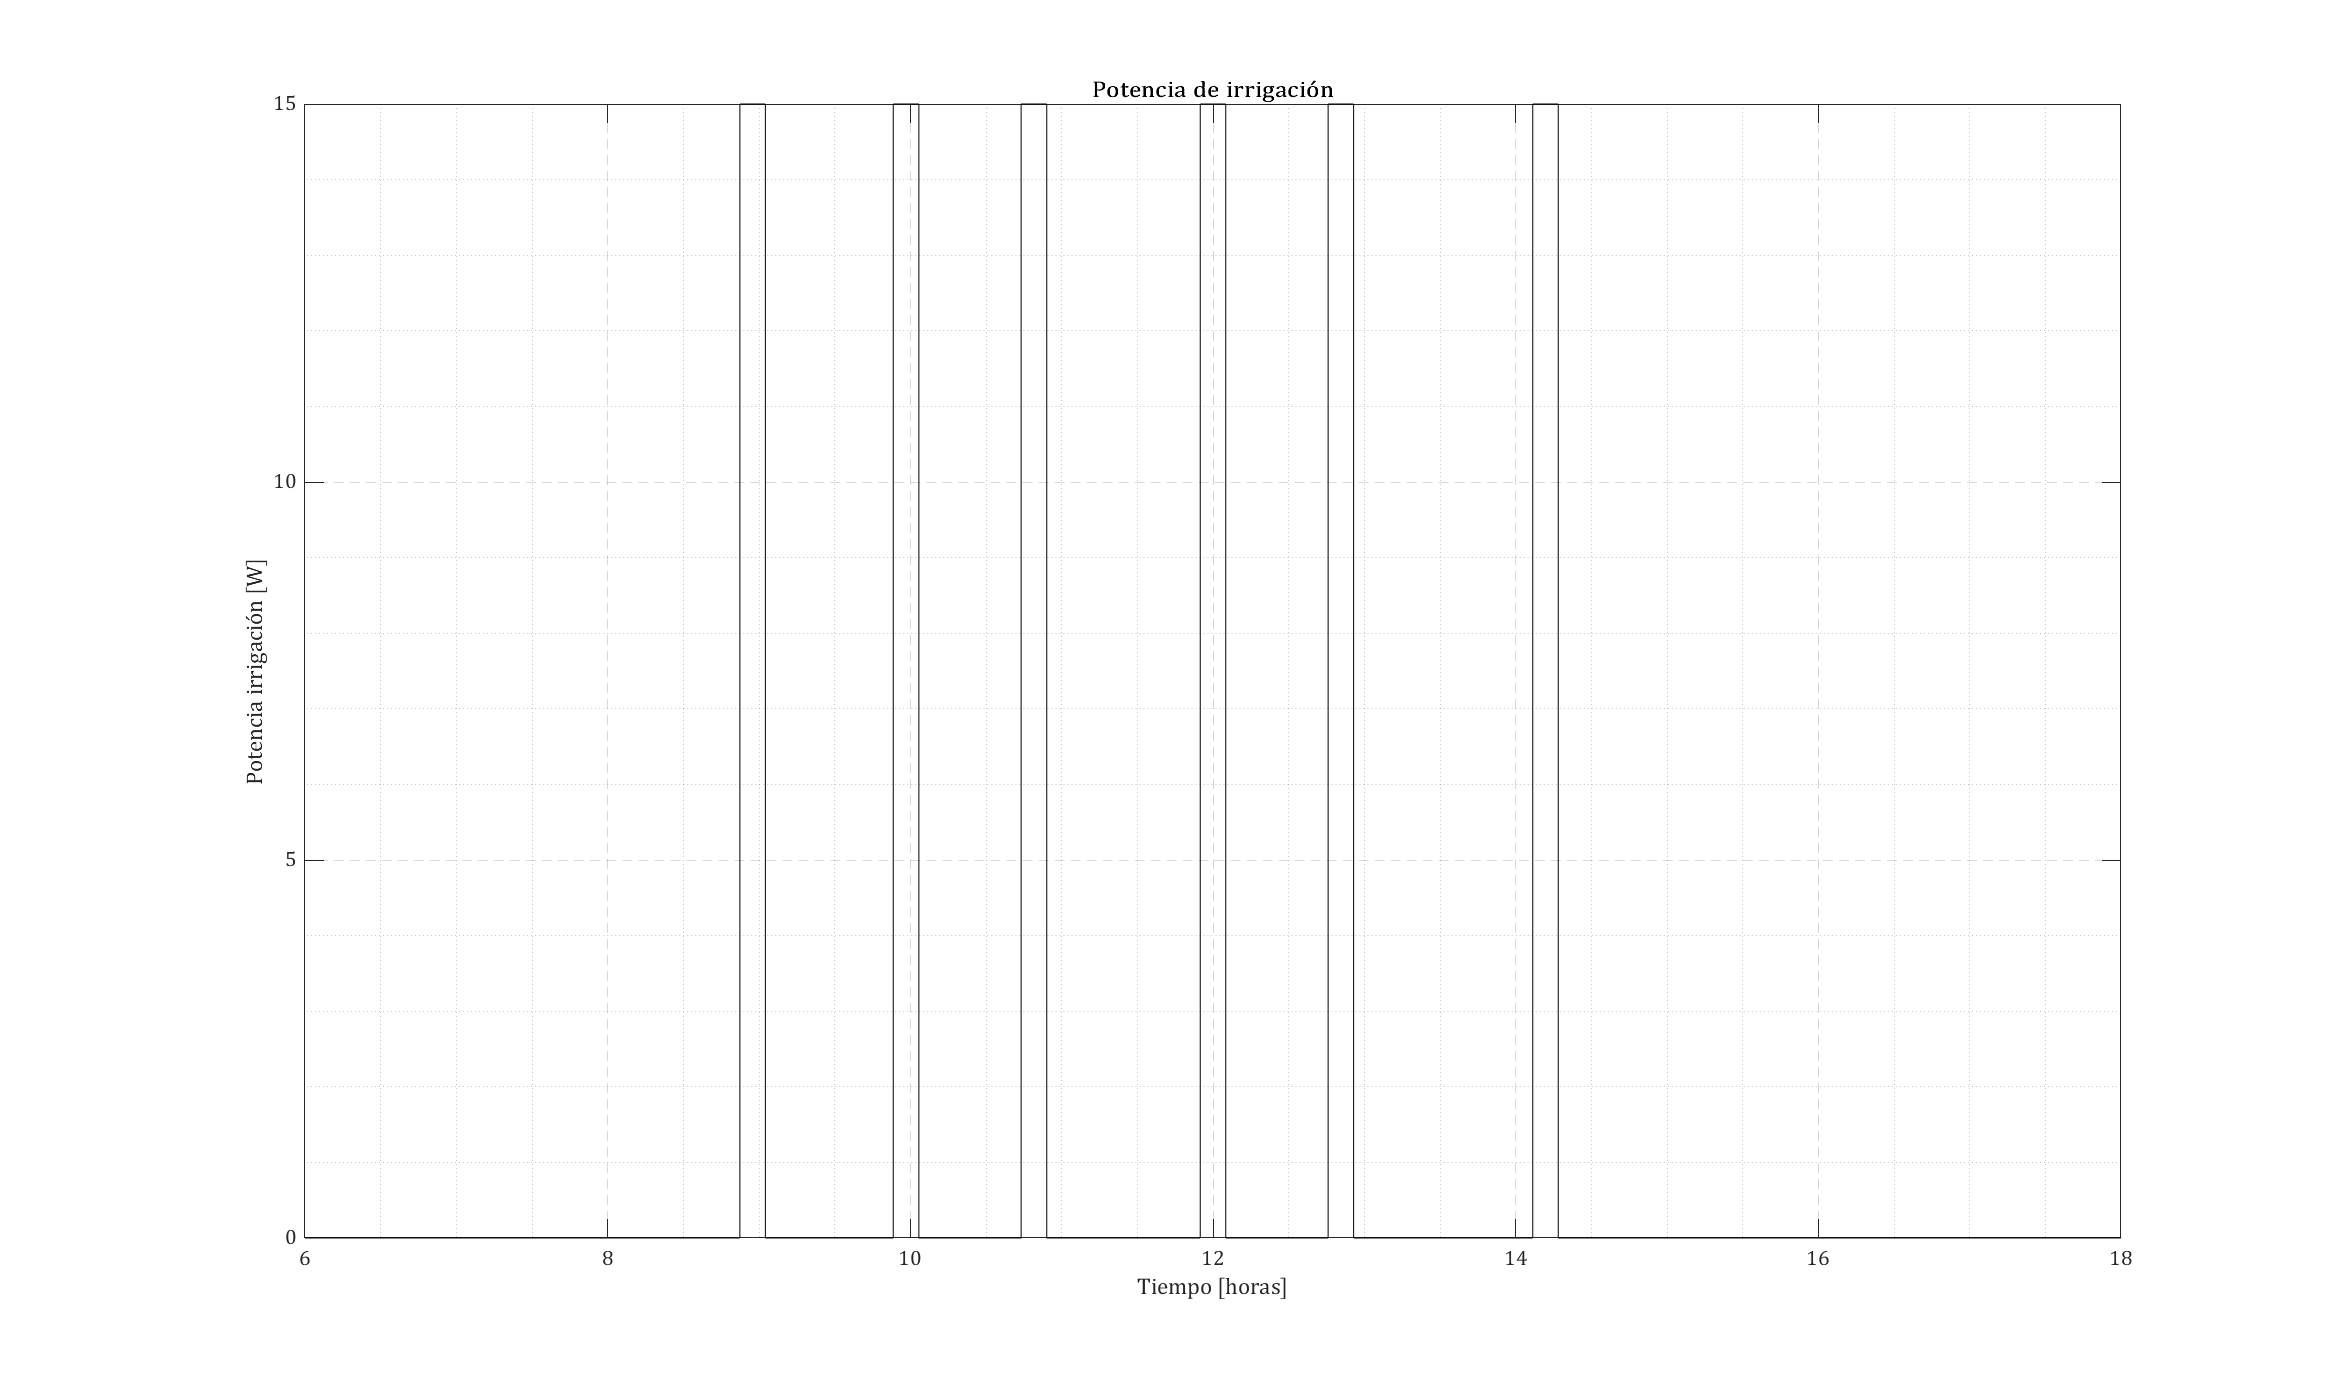 Potencia de irrigación
15
10
5
0
Potencia irrigación [W]
6 8 10 12 14 16 18
Tiempo [horas]